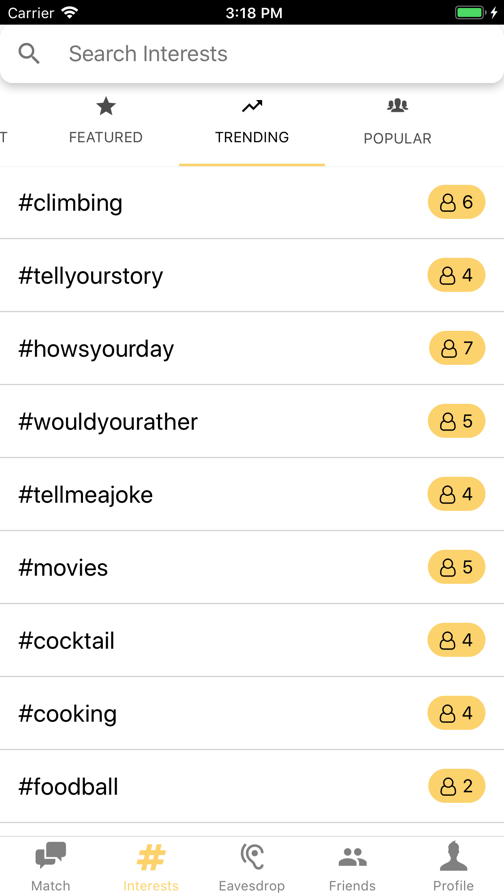 Carrier 3:18 PM
Search Interests
T FEATURED TRENDING POPULAR
#climbing 6
#tellyourstory 4
#howsyourday 7
#wouldyourather 5
#tellmeajoke 4
#movies 5
#cocktail 4
#cooking 4
#foodball 2
Match Interests Eavesdrop Friends Profile